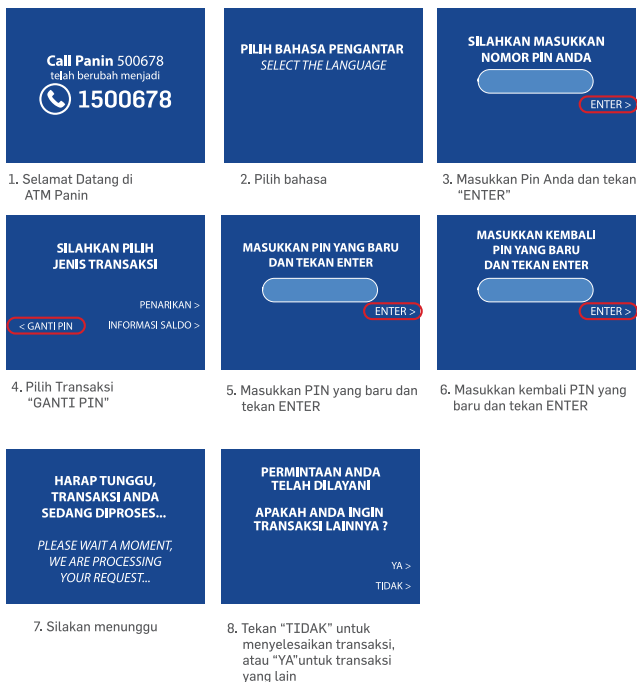 Call Panin 500678
telah berubah menjadi
1500678
1. Selamat Datang di
ATM Panin
PILIH BAHASA PENGANTAR
SELECT THE LANGUAGE
2. Pilih bahasa
SILAHKAN MASUKKAN
NOMOR PIN ANDA
ENTER >
3. Masukkan Pin Anda dan tekan
“ENTER”
SILAHKAN PILIH
JENIS TRANSAKSI
PENARIKAN >
< GANTI PIN INFORMASI SALDO >
4. Pilih Transaksi
“GANTI PIN”
MASUKKAN PIN YANG BARU
DAN TEKAN ENTER
ENTER >
5. Masukkan PIN yang baru dan
tekan ENTER
MASUKKAN KEMBALI
PIN YANG BARU
DAN TEKAN ENTER
ENTER >
6. Masukkan kembali PIN yang
baru dan tekan ENTER
HARAP TUNGGU,
TRANSAKSI ANDA
SEDANG DIPROSES...
PLEASE WAIT A MOMENT,
WE ARE PROCESSING
YOUR REQUEST...
7. Silakan menunggu
PERMINTAAN ANDA
TELAH DILAYANI
APAKAH ANDA INGIN
TRANSAKSI LAINNYA ?
YA >
TIDAK >
8. Tekan “TIDAK” untuk
menyelesaikan transaksi,
atau “YA”untuk transaksi
yang lain